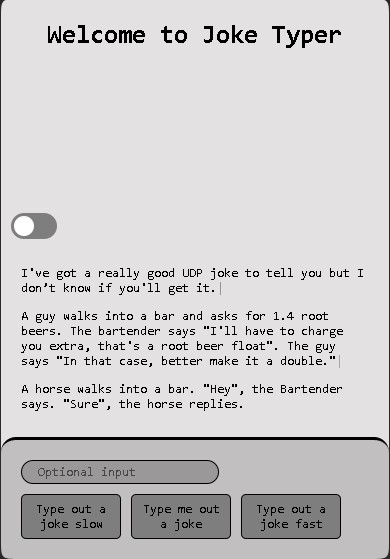 Welcome to Joke Typer
I've got a really good UDP joke to tell you but I
don't know if you'll get it.
A guy walks into a bar and asks for 1.4 root
beers. The bartender says "I'll have to charge
you extra, that's a root beer float". The guy
says "In that case, better make it a double."
A horse walks into a bar. "Hey", the Bartender
says. "Sure", the horse replies.
Optional input
Type out a
joke slow
Type me out
a joke
Type out a
joke fast